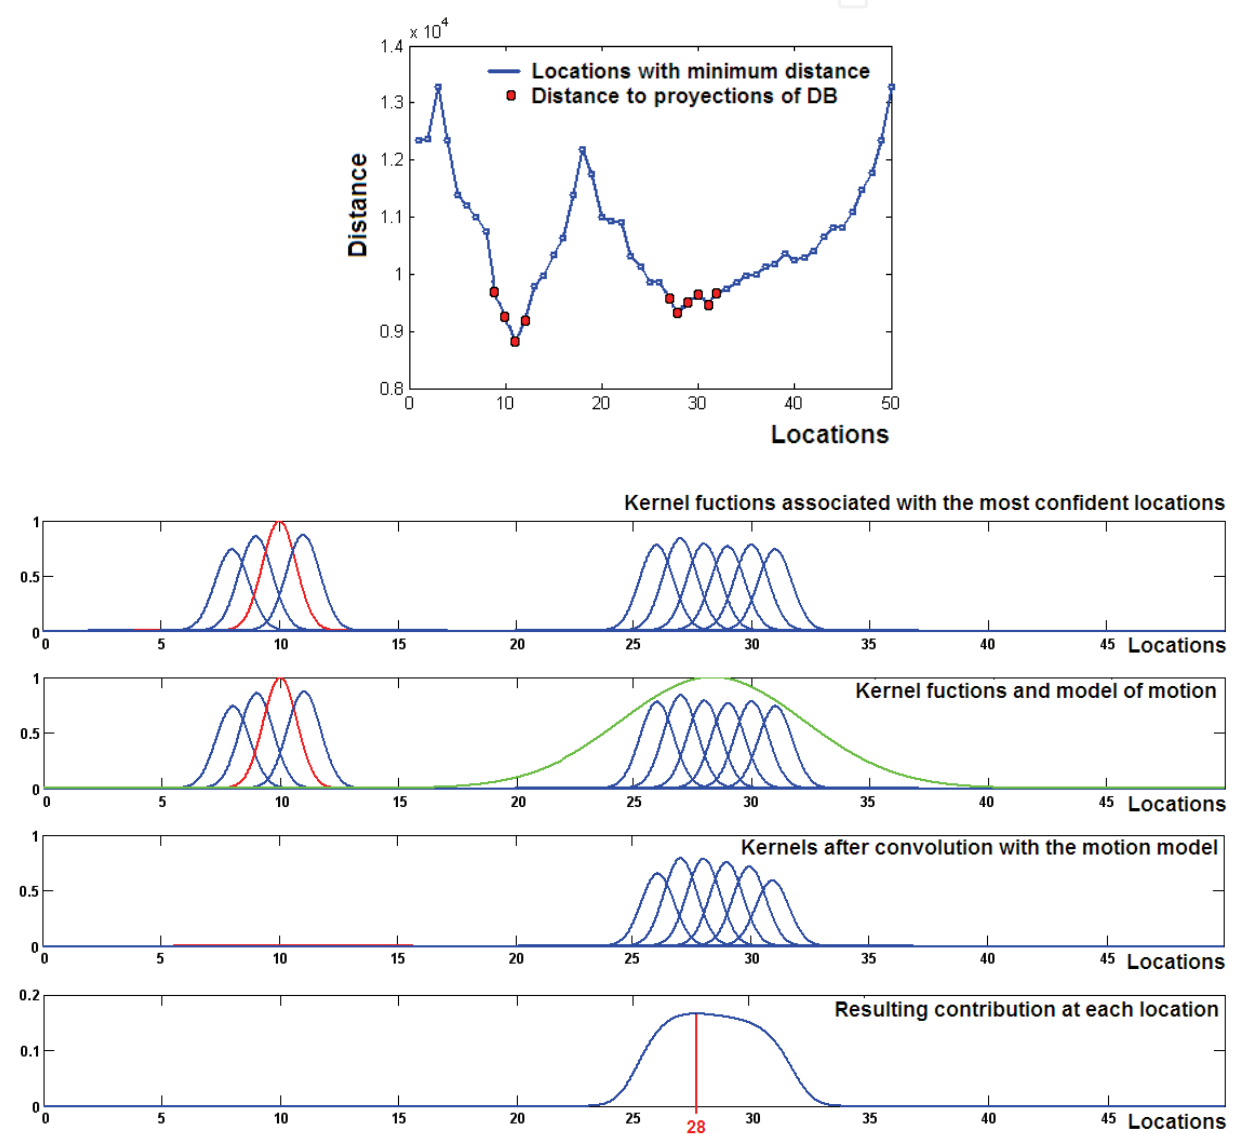 x 10^4
1.4
Locations with minimum distance
Distance to proyections of DB
1.3
1.2
1.1
1
0.9
0.8
Distance
0 10 20 30 40 50
Locations
Kernel fuctions associated with the most confident locations
1
0.5
0
0 5 10 15 20 25 30 35 40 45 Locations
Kernel fuctions and model of motion
1
0.5
0
0 5 10 15 20 25 30 35 40 45 Locations
Kernels after convolution with the motion model
1
0.5
0
0 5 10 15 20 25 30 35 40 45 Locations
Resulting contribution at each location
0.2
0.1
0
0 5 10 15 20 25 30 35 40 45 Locations
28